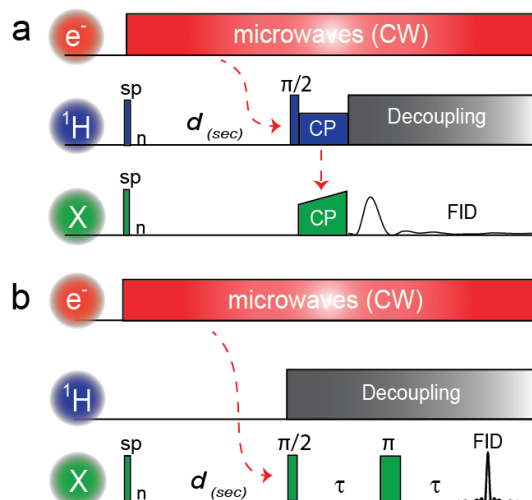 a
e⁻ microwaves (CW)
sp π/2
¹H n d (sec) CP Decoupling
sp
X n CP FID
b
e⁻ microwaves (CW)
¹H Decoupling
sp π/2 π FID
X n d (sec) τ τ